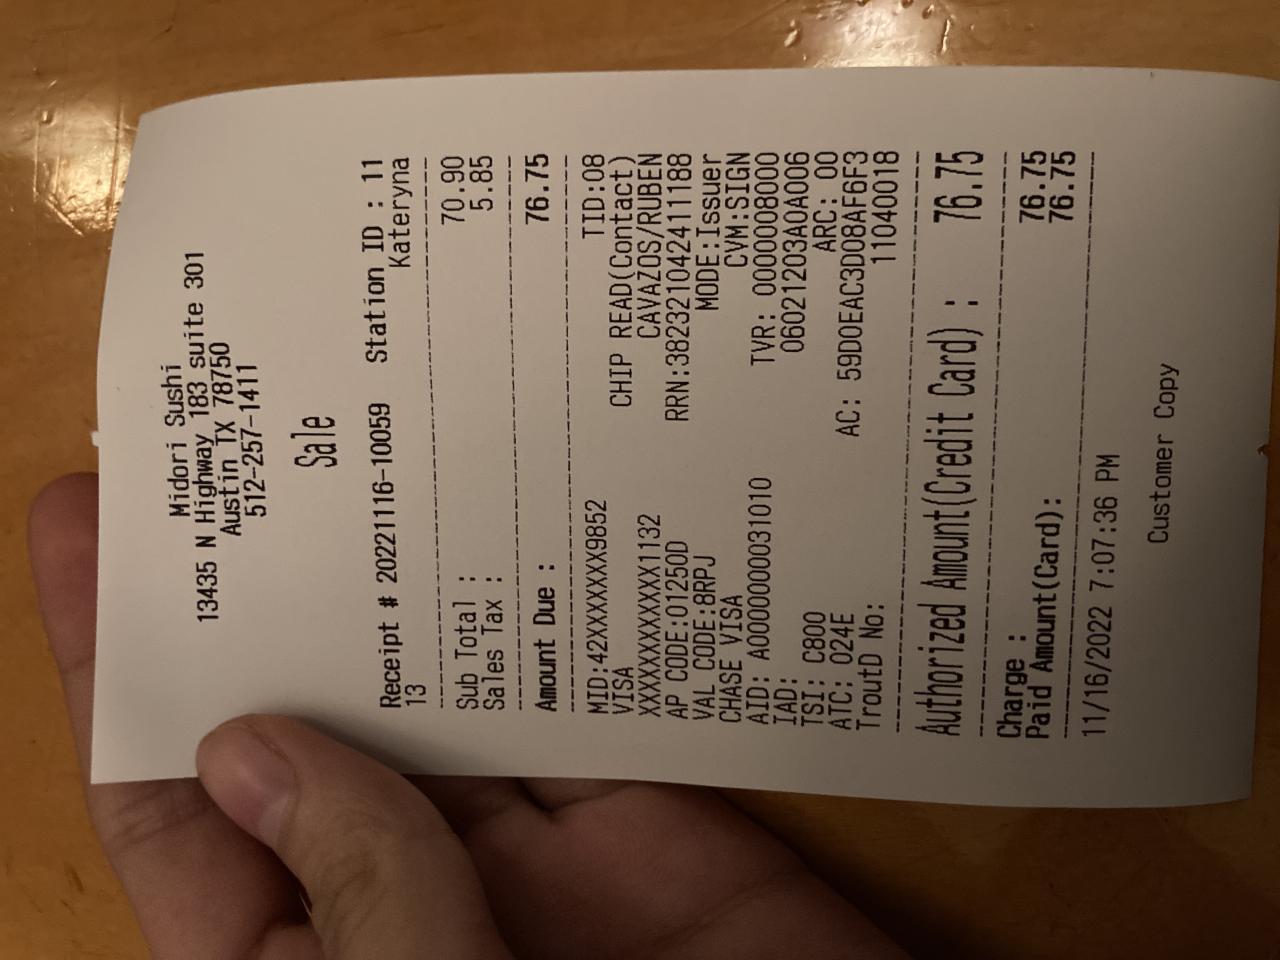 Midori Sushi
13435 N Highway 183 suite 301
Austin TX 78750
512-257-1411
Sale
Receipt # 20221116-10059 Station ID : 11
13 Kateryna
Sub Total : 70.90
Sales Tax : 5.85
Amount Due : 76.75
MID:42XXXXXXXX9852 TID:08
VISA CHIP READ(Contact)
XXXXXXXXXXXX1132 CAVAZOS/RUBEN
AP CODE:01250D RRN:38232104241 1188
VAL CODE:8RPJ MODE:Issuer
CHASE VISA CVM:SIGN
AID: A0000000031010 TVR: 0000008000
IAD: 06021203A0A006
TSI: C800 ARC: 00
ATC: 024E AC: 59D0EAC3D08AF6F3
TroutD No: 11040018
Authorized Amount(Credit Card) : 76.75
Charge : 76.75
Paid Amount(Card): 76.75
11/16/2022 7:07:36 PM
Customer Copy